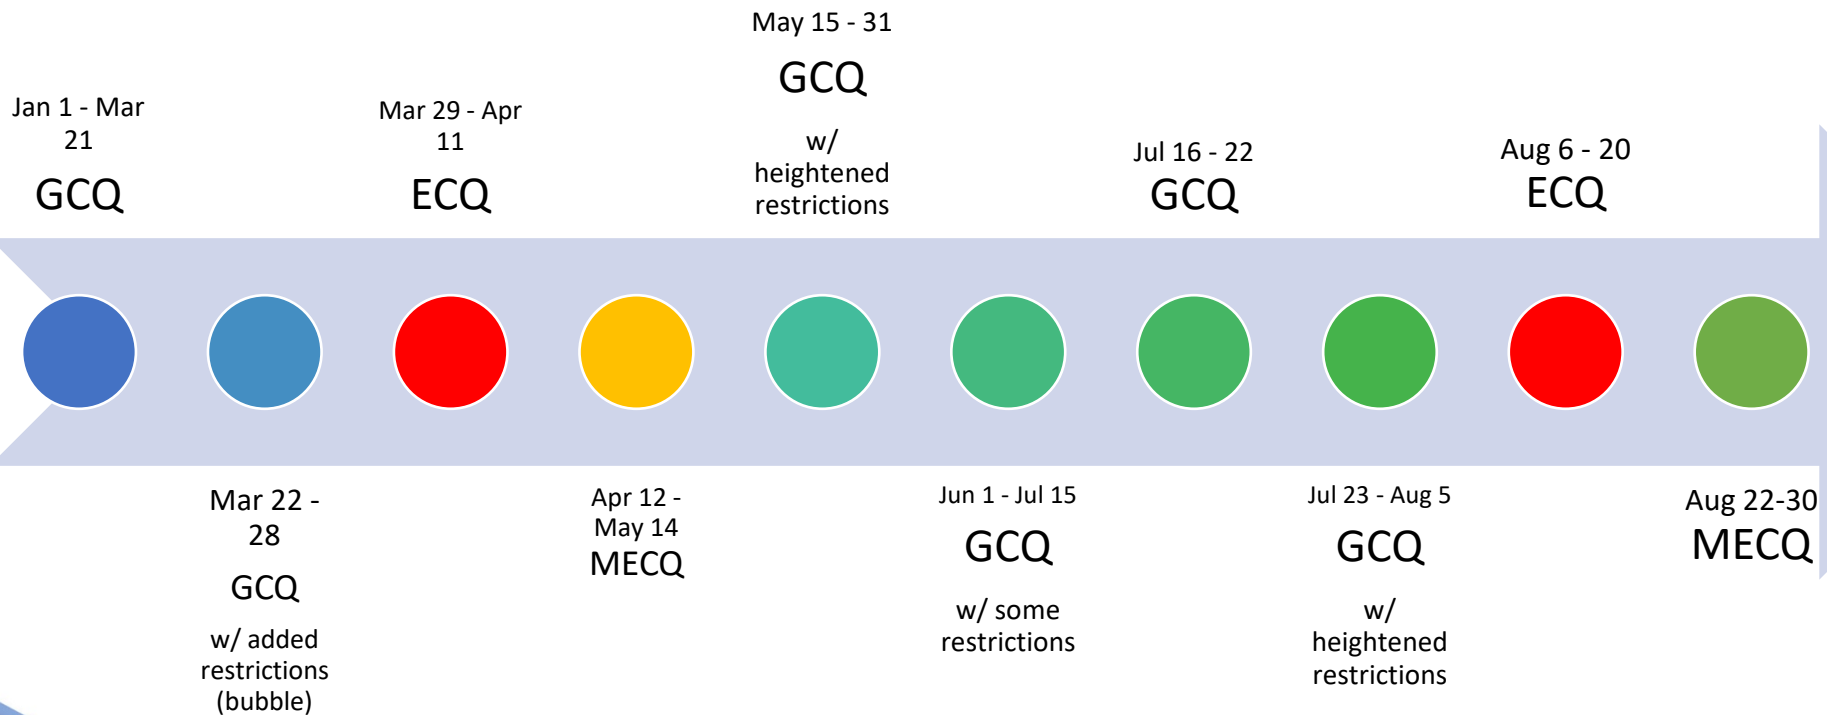 Jan 1 - Mar
21
GCQ
Mar 22 -
28
GCQ
w/ added
restrictions
(bubble)
Mar 29 - Apr
11
ECQ
Apr 12 -
May 14
MECQ
May 15 - 31
GCQ
w/
heightened
restrictions
Jun 1 - Jul 15
GCQ
w/ some
restrictions
Jul 16 - 22
GCQ
Jul 23 - Aug 5
GCQ
w/
heightened
restrictions
Aug 6 - 20
ECQ
Aug 22-30
MECQ